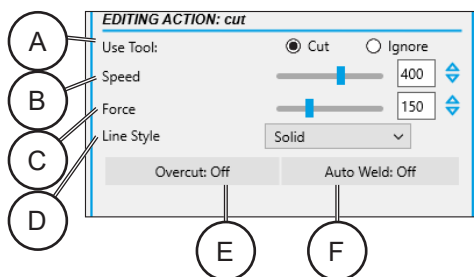 EDITING ACTION: cut
A
Use Tool: Cut Ignore
B
Speed 400
C
Force 150
D
Line Style Solid
Overcut: Off Auto Weld: Off
E F